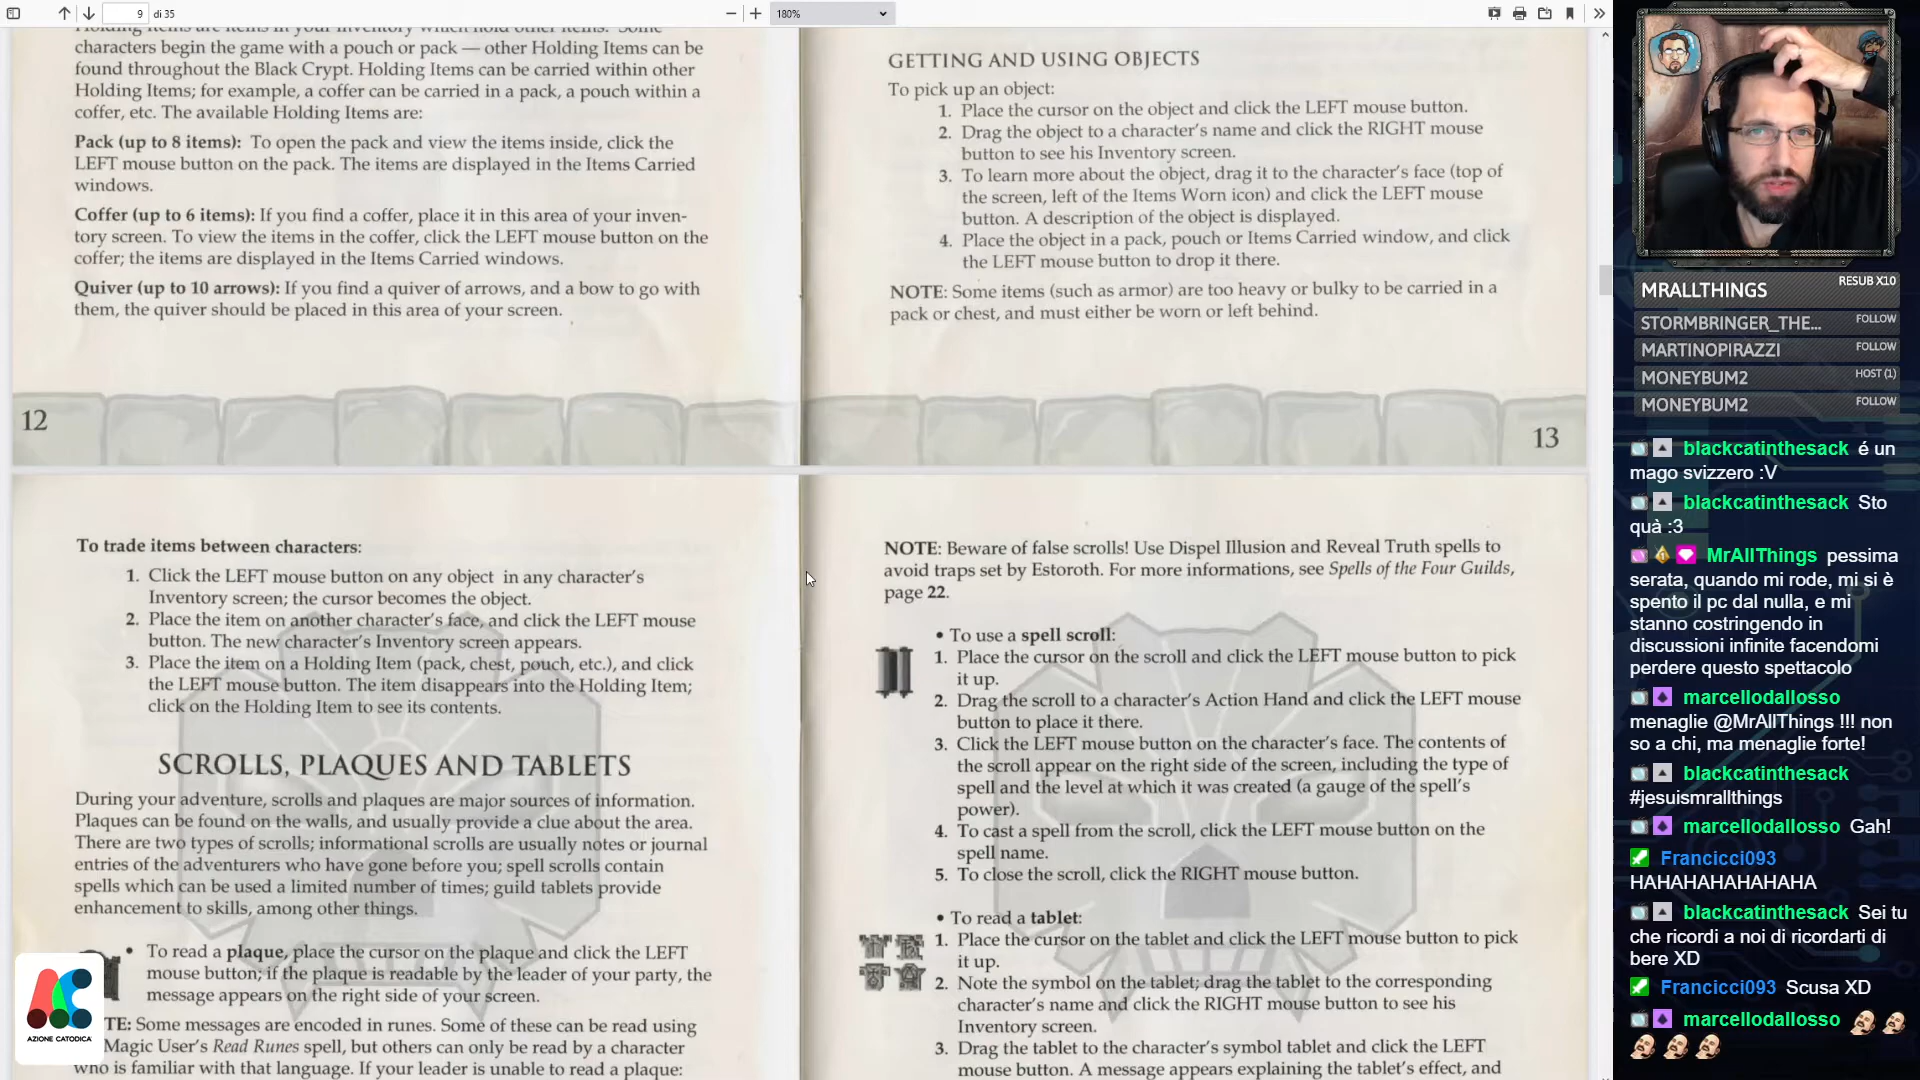 9
di 35
180%
Holding Items are items in your inventory which hold other items. Some
characters begin the game with a pouch or pack — other Holding Items can be
found throughout the Black Crypt. Holding Items can be carried within other
Holding Items; for example, a coffer can be carried in a pack, a pouch within a
coffer, etc. The available Holding Items are:
Pack (up to 8 items): To open the pack and view the items inside, click the
LEFT mouse button on the pack. The items are displayed in the Items Carried
windows.
Coffer (up to 6 items): If you find a coffer, place it in this area of your inven-
tory screen. To view the items in the coffer, click the LEFT mouse button on the
coffer; the items are displayed in the Items Carried windows.
Quiver (up to 10 arrows): If you find a quiver of arrows, and a bow to go with
them, the quiver should be placed in this area of your screen.
12
GETTING AND USING OBJECTS
To pick up an object:
1. Place the cursor on the object and click the LEFT mouse button.
2. Drag the object to a character's name and click the RIGHT mouse
button to see his Inventory screen.
3. To learn more about the object, drag it to the character's face (top of
the screen, left of the Items Worn icon) and click the LEFT mouse
button. A description of the object is displayed.
4. Place the object in a pack, pouch or Items Carried window, and click
the LEFT mouse button to drop it there.
NOTE: Some items (such as armor) are too heavy or bulky to be carried in a
pack or chest, and must either be worn or left behind.
13
To trade items between characters:
1. Click the LEFT mouse button on any object in any character's
Inventory screen; the cursor becomes the object.
2. Place the item on another character's face, and click the LEFT mouse
button. The new character's Inventory screen appears.
3. Place the item on a Holding Item (pack, chest, pouch, etc.), and click
the LEFT mouse button. The item disappears into the Holding Item;
click on the Holding Item to see its contents.
SCROLLS, PLAQUES AND TABLETS
During your adventure, scrolls and plaques are major sources of information.
Plaques can be found on the walls, and usually provide a clue about the area.
There are two types of scrolls; informational scrolls are usually notes or journal
entries of the adventurers who have gone before you; spell scrolls contain
spells which can be used a limited number of times; guild tablets provide
enhancement to skills, among other things.
• To read a plaque, place the cursor on the plaque and click the LEFT
mouse button; if the plaque is readable by the leader of your party, the
message appears on the right side of your screen.
TE: Some messages are encoded in runes. Some of these can be read using
Magic User's Read Runes spell, but others can only be read by a character
who is familiar with that language. If your leader is unable to read a plaque:
AZIONE CATODICA
NOTE: Beware of false scrolls! Use Dispel Illusion and Reveal Truth spells to
avoid traps set by Estoroth. For more informations, see Spells of the Four Guilds,
page 22.
• To use a spell scroll:
1. Place the cursor on the scroll and click the LEFT mouse button to pick
it up.
2. Drag the scroll to a character's Action Hand and click the LEFT mouse
button to place it there.
3. Click the LEFT mouse button on the character's face. The contents of
the scroll appear on the right side of the screen, including the type of
spell and the level at which it was created (a gauge of the spell's
power).
4. To cast a spell from the scroll, click the LEFT mouse button on the
spell name.
5. To close the scroll, click the RIGHT mouse button.
• To read a tablet:
1. Place the cursor on the tablet and click the LEFT mouse button to pick
it up.
2. Note the symbol on the tablet; drag the tablet to the corresponding
character's name and click the RIGHT mouse button to see his
Inventory screen.
3. Drag the tablet to the character's symbol tablet and click the LEFT
mouse button. A message appears explaining the tablet's effect, and
MRALLTHINGS RESUB X10
STORMBRINGER_THE... FOLLOW
MARTINOPIRAZZI FOLLOW
MONEYBUM2 HOST (1)
MONEYBUM2 FOLLOW
blackcatinthesack é un
mago svizzero :V
blackcatinthesack Sto
quà :3
MrAllThings pessima
serata, quando mi rode, mi si è
spento il pc dal nulla, e mi
stanno costringendo in
discussioni infinite facendomi
perdere questo spettacolo
marcellodallosso
menaglie @MrAllThings !!! non
so a chi, ma menaglie forte!
blackcatinthesack
#jesuismrallthings
marcellodallosso Gah!
Francicci093
HAHAHAHAHAHAHA
blackcatinthesack Sei tu
che ricordi a noi di ricordarti di
bere XD
Francicci093 Scusa XD
marcellodallosso